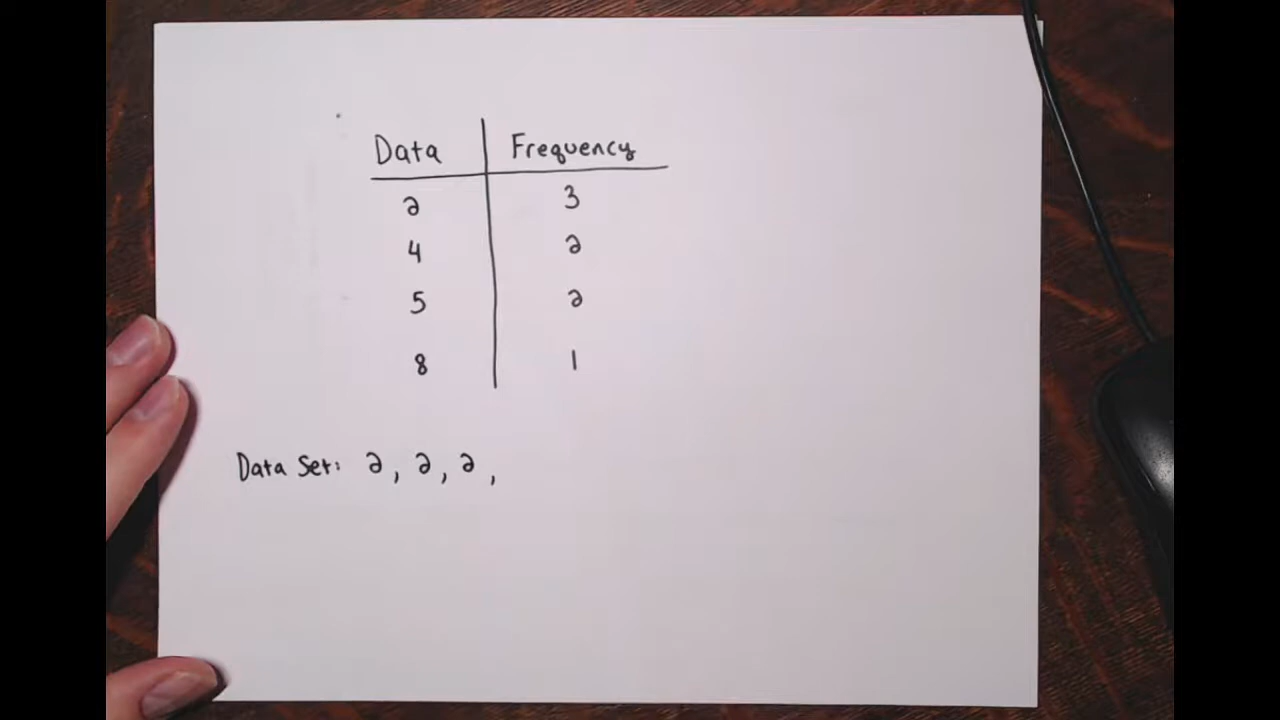 Data Frequency
2 3
4 2
5 2
8 1
Data Set: 2, 2, 2,